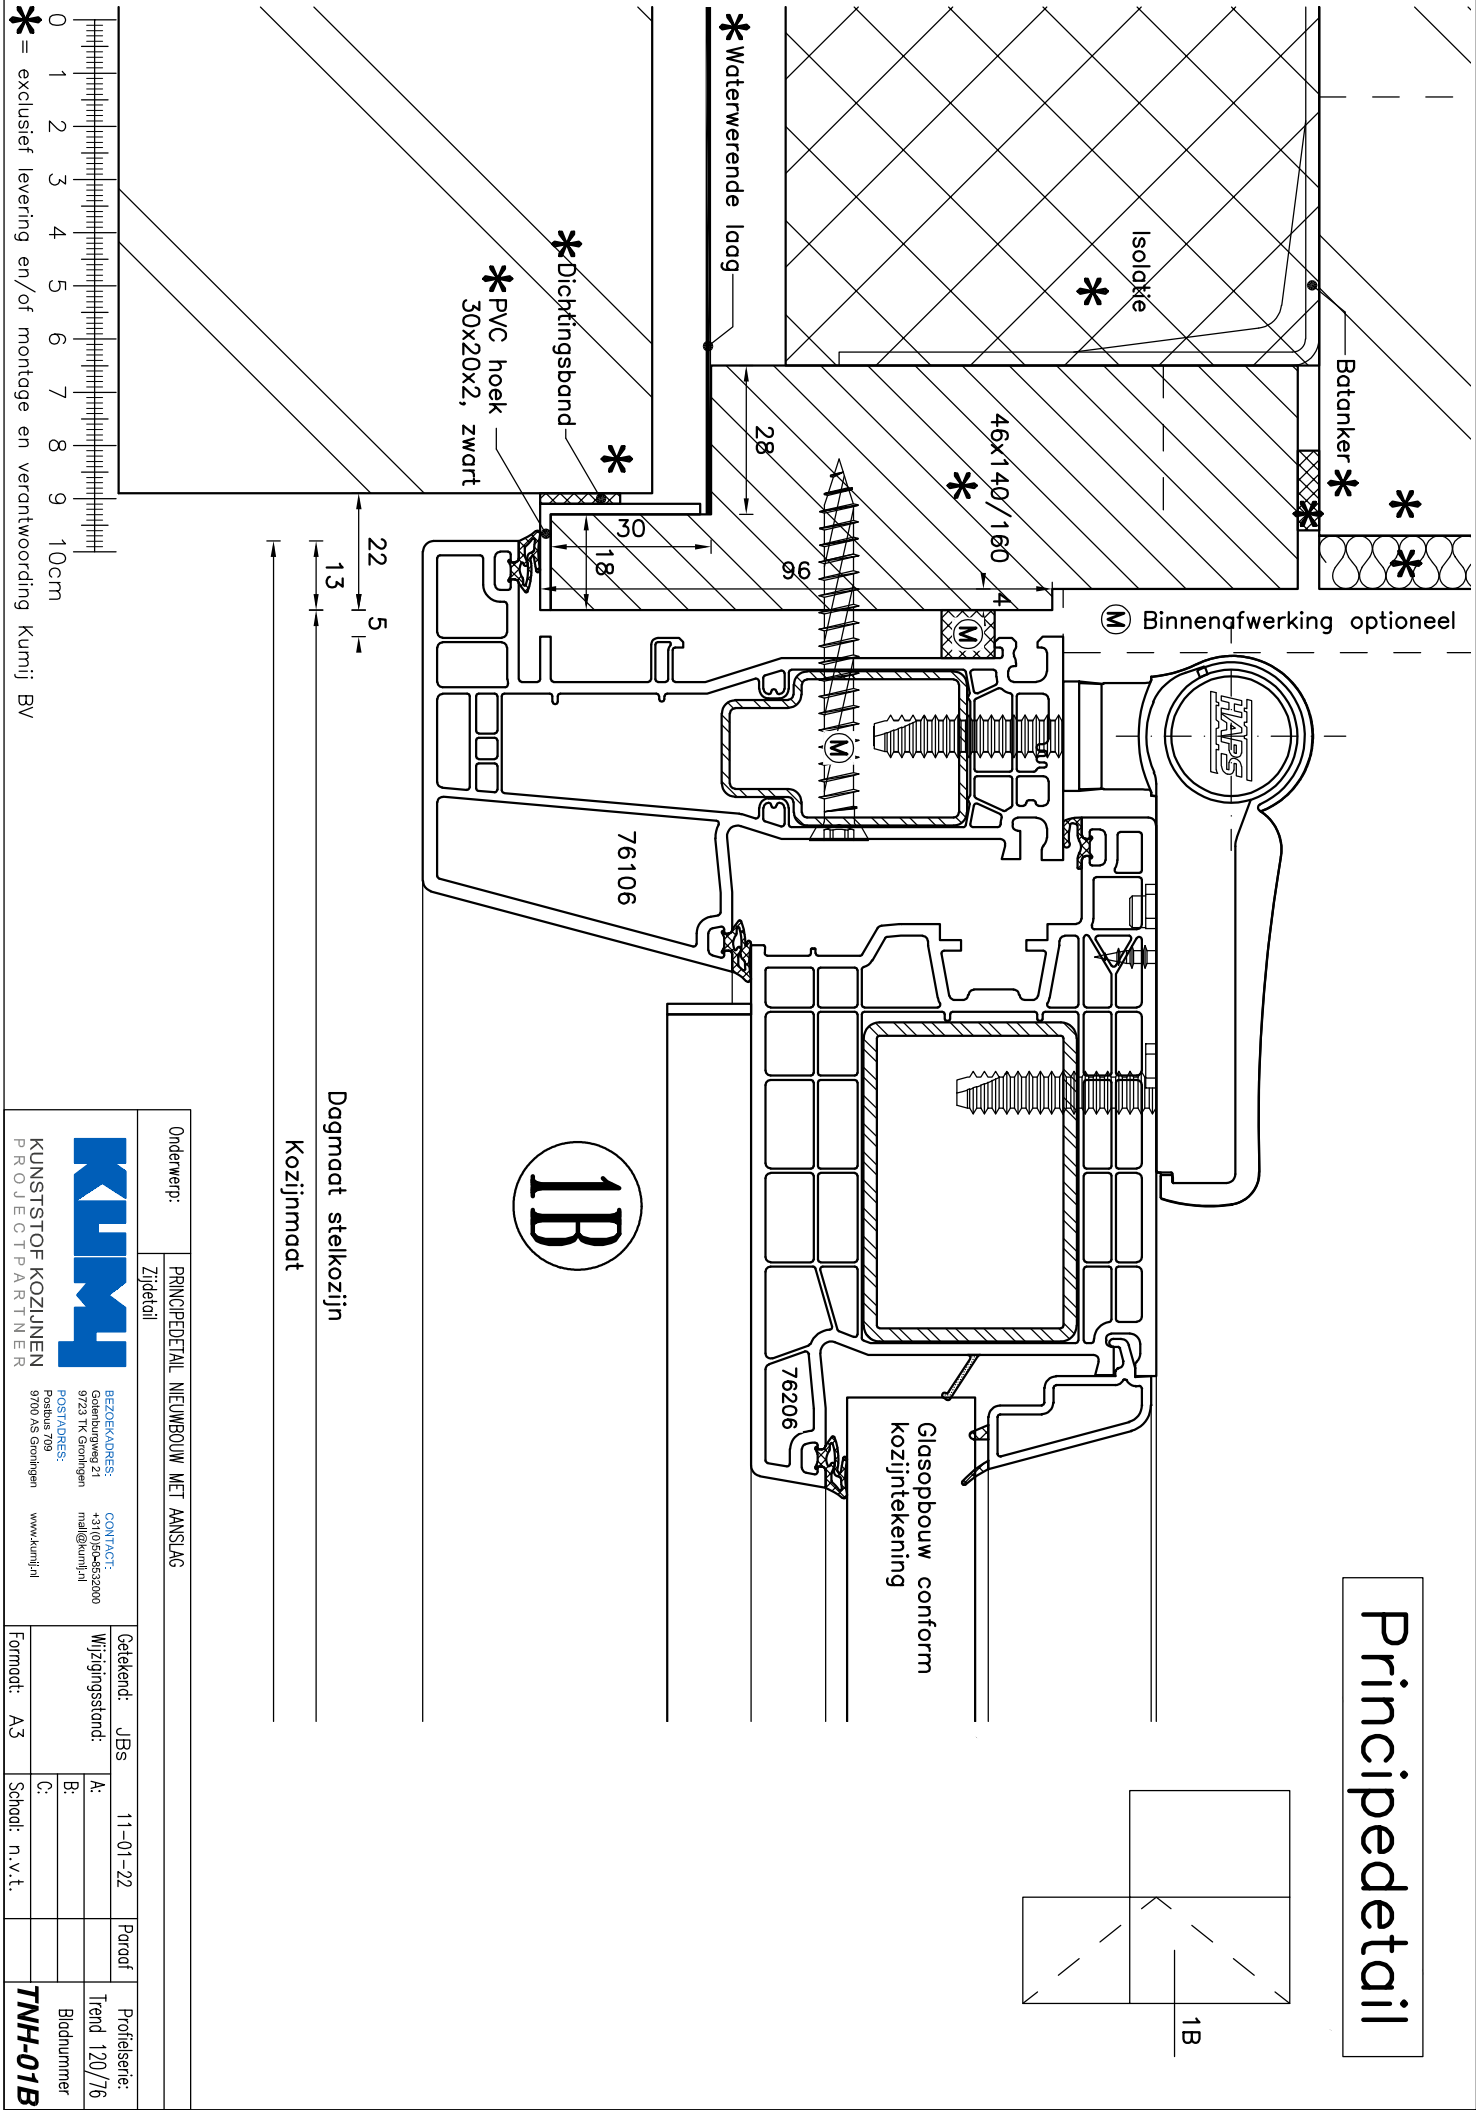 Principedetail
1B
Batanker
Isolatie
Waterwerende laag
Dichtingsband
PVC hoek
30x20x2, zwart
46x140/160
28
30
18
96
4
22
13
5
M Binnenafwerking optioneel
M
M
HAPS
76106
76206
Glasopbouw conform
kozijntekening
1B
Dagmaat stelkozijn
Kozijnmaat
0 1 2 3 4 5 6 7 8 9 10cm
* = exclusief levering en/of montage en verantwoording Kumij BV
Onderwerp:
PRINCIPEDETAIL NIEUWBOUW MET AANSLAG
Zijdetail
KUMIJ
KUNSTSTOF KOZIJNEN
PROJECTPARTNER
BEZOEKADRES:
Gotenburgweg 21
9723 TK Groningen
POSTADRES:
Postbus 709
9700 AS Groningen
CONTACT:
+31(0)50-8532000
mail@kumij.nl
www.kumij.nl
Getekend: JBs 11-01-22
Paraaf
Wijzigingsstand:
A:
B:
C:
Formaat: A3
Schaal: n.v.t.
Profielserie:
Trend 120/76
Bladnummer
TNH-01B